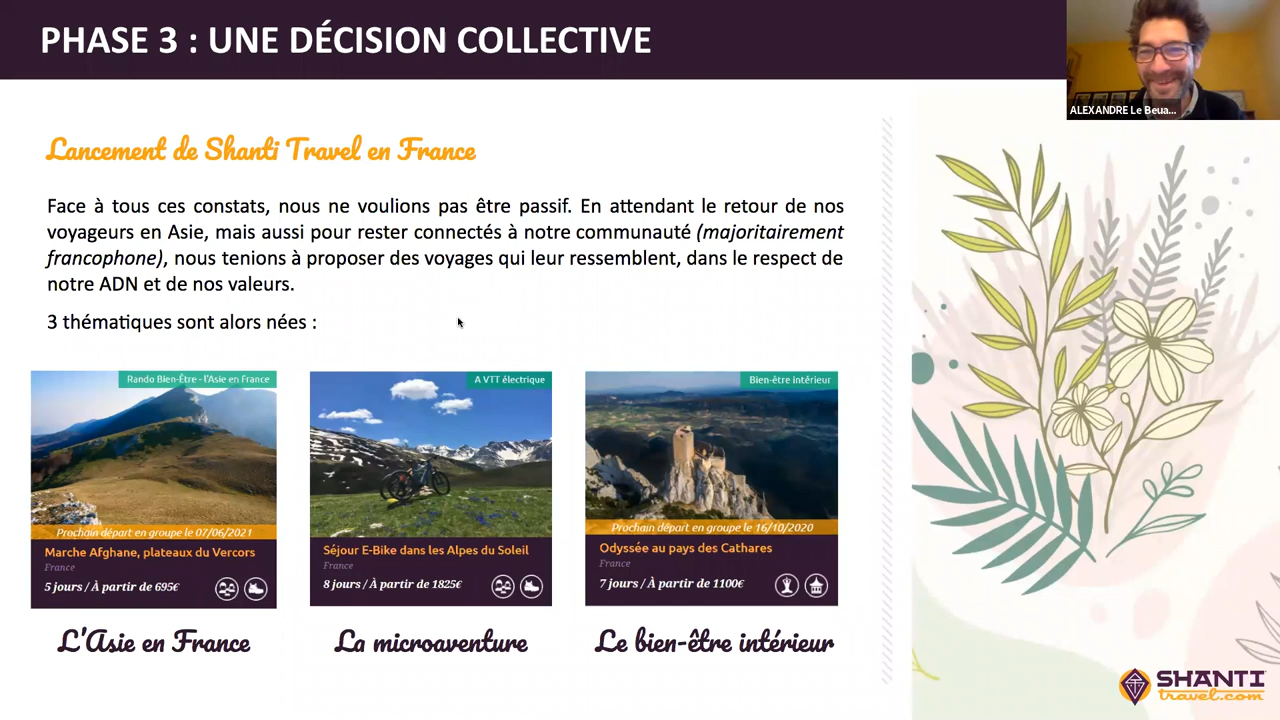 PHASE 3 : UNE DÉCISION COLLECTIVE
ALEXANDRE Le Beua...
Lancement de Shanti Travel en France
Face à tous ces constats, nous ne voulions pas être passif. En attendant le retour de nos
voyageurs en Asie, mais aussi pour rester connectés à notre communauté (majoritairement
francophone), nous tenions à proposer des voyages qui leur ressemblent, dans le respect de
notre ADN et de nos valeurs.
3 thématiques sont alors nées :
Rando Bien-Être - l'Asie en France
Prochain départ en groupe le 07/06/2021
Marche Afghane, plateaux du Vercors
France
5 jours / À partir de 695€
L'Asie en France
A VTT électrique
Séjour E-Bike dans les Alpes du Soleil
France
8 jours / À partir de 1825€
La microaventure
Bien-être intérieur
Prochain départ en groupe le 16/10/2020
Odyssée au pays des Cathares
France
7 jours / À partir de 1100€
Le bien-être intérieur
SHANTI
travel.com